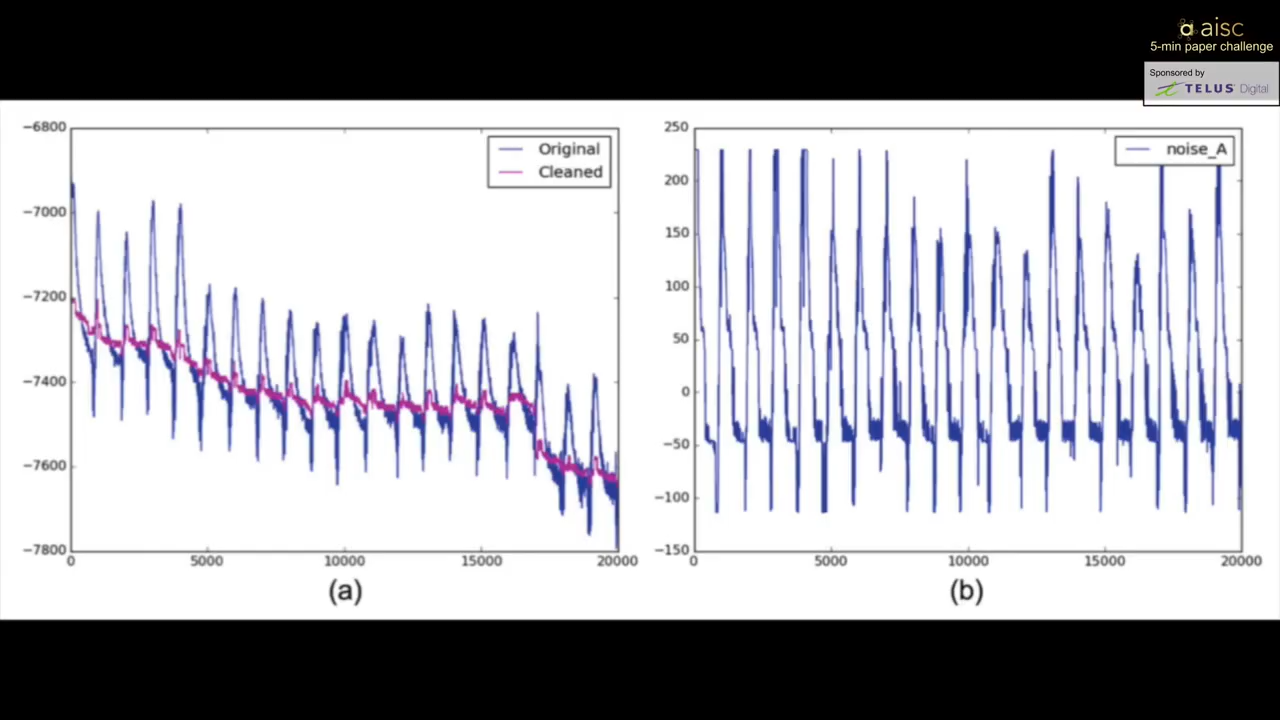 aisc
5-min paper challenge
Sponsored by
TELUS Digital
−6800
−7000
−7200
−7400
−7600
−7800
0
5000
10000
15000
20000
Original
Cleaned
(a)
250
200
150
100
50
0
−50
−100
−150
0
5000
10000
15000
20000
noise_A
(b)